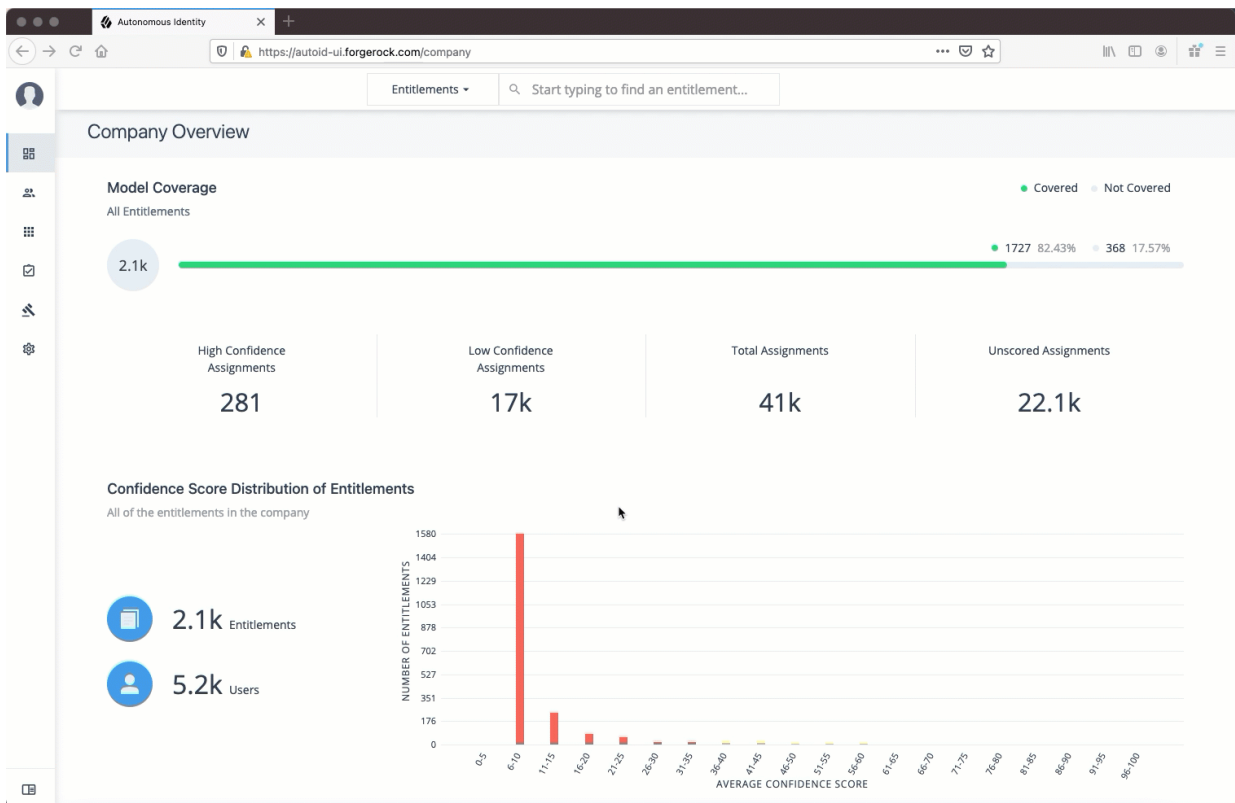 Autonomous Identity
https://autoid-ui.forgerock.com/company
Entitlements
Start typing to find an entitlement...
Company Overview
Model Coverage
Covered Not Covered
All Entitlements
1727 82.43% 368 17.57%
2.1k
High Confidence Assignments
281
Low Confidence Assignments
17k
Total Assignments
41k
Unscored Assignments
22.1k
Confidence Score Distribution of Entitlements
All of the entitlements in the company
2.1k Entitlements
5.2k Users
NUMBER OF ENTITLEMENTS
1580
1404
1229
1053
878
702
527
351
176
0
0-5 6-10 11-15 16-20 21-25 26-30 31-35 36-40 41-45 46-50 51-55 56-60 61-65 66-70 71-75 76-80 81-85 86-90 91-95 96-100
AVERAGE CONFIDENCE SCORE